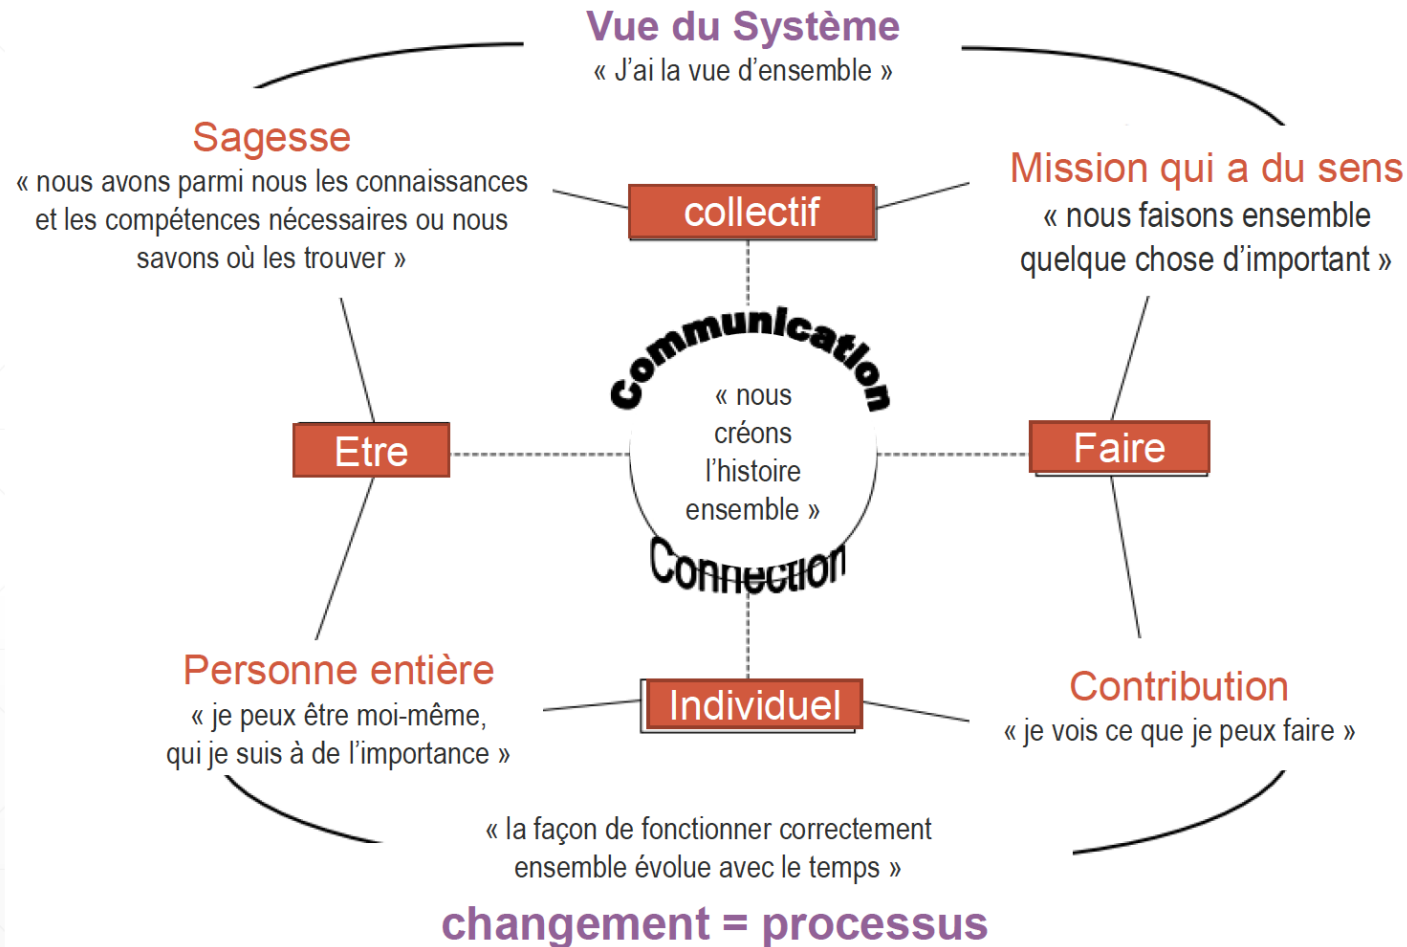 Vue du Système
« J'ai la vue d'ensemble »
Sagesse
« nous avons parmi nous les connaissances
et les compétences nécessaires ou nous
savons où les trouver »
collectif
Mission qui a du sens
« nous faisons ensemble
quelque chose d'important »
Communication
« nous
créons
l'histoire
ensemble »
Connection
Etre
Faire
Personne entière
« je peux être moi-même,
qui je suis à de l'importance »
Individuel
Contribution
« je vois ce que je peux faire »
« la façon de fonctionner correctement
ensemble évolue avec le temps »
changement = processus